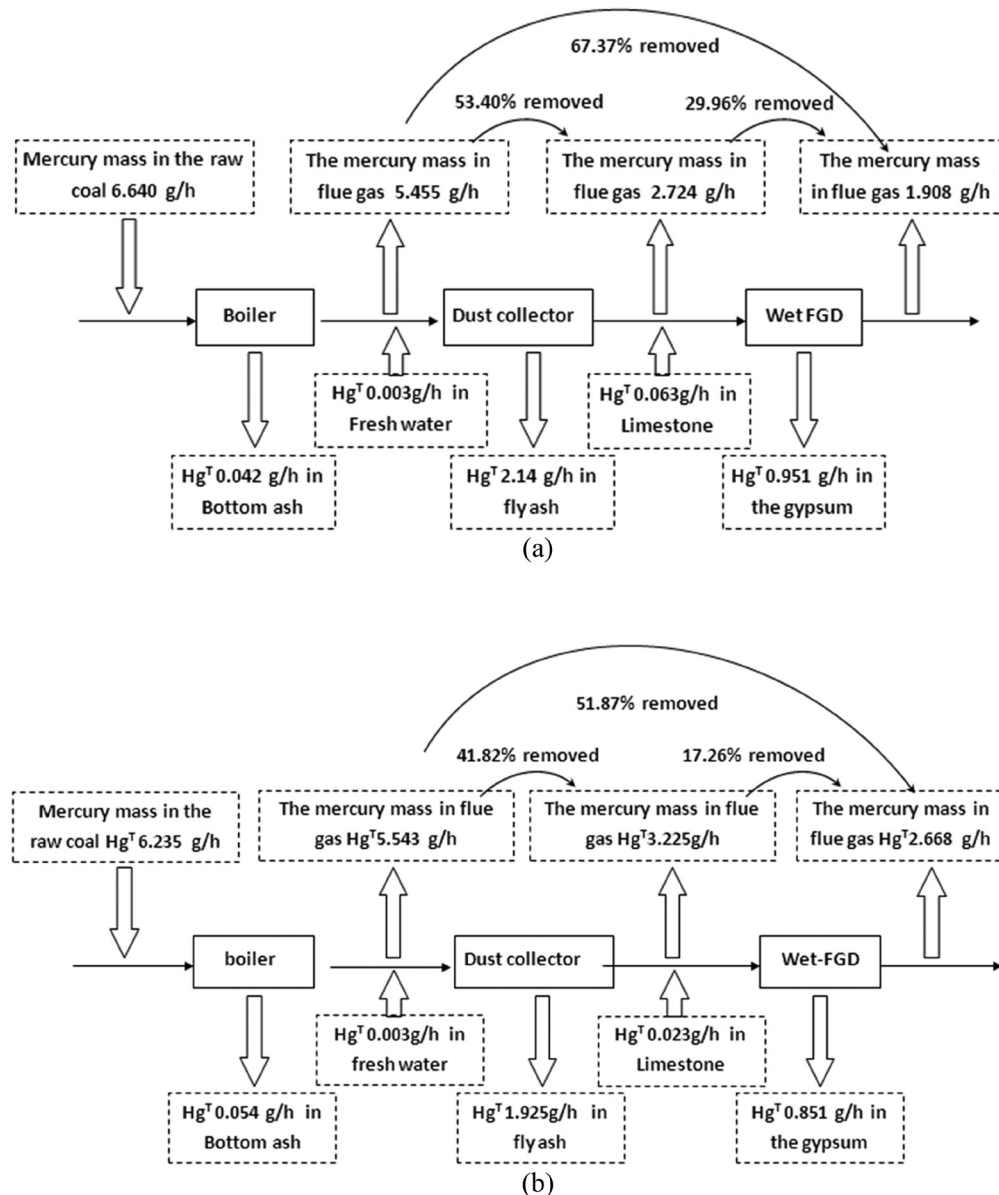 67.37% removed
53.40% removed
29.96% removed
Mercury mass in the raw
coal 6.640 g/h
The mercury mass in
flue gas 5.455 g/h
The mercury mass in
flue gas 2.724 g/h
The mercury mass
in flue gas 1.908 g/h
Boiler
Dust collector
Wet FGD
Hgᵀ 0.003g/h in
Fresh water
Hgᵀ 0.063g/h in
Limestone
Hgᵀ 0.042 g/h in
Bottom ash
Hgᵀ 2.14 g/h in
fly ash
Hgᵀ 0.951 g/h in
the gypsum
(a)
51.87% removed
41.82% removed
17.26% removed
Mercury mass in the
raw coal Hgᵀ 6.235 g/h
The mercury mass in flue
gas Hgᵀ5.543 g/h
The mercury mass in flue
gas Hgᵀ3.225g/h
The mercury mass in
flue gas Hgᵀ2.668 g/h
boiler
Dust collector
Wet-FGD
Hgᵀ 0.003g/h in
fresh water
Hgᵀ 0.023g/h in
Limestone
Hgᵀ 0.054 g/h in
Bottom ash
Hgᵀ 1.925g/h in
fly ash
Hgᵀ 0.851 g/h in
the gypsum
(b)